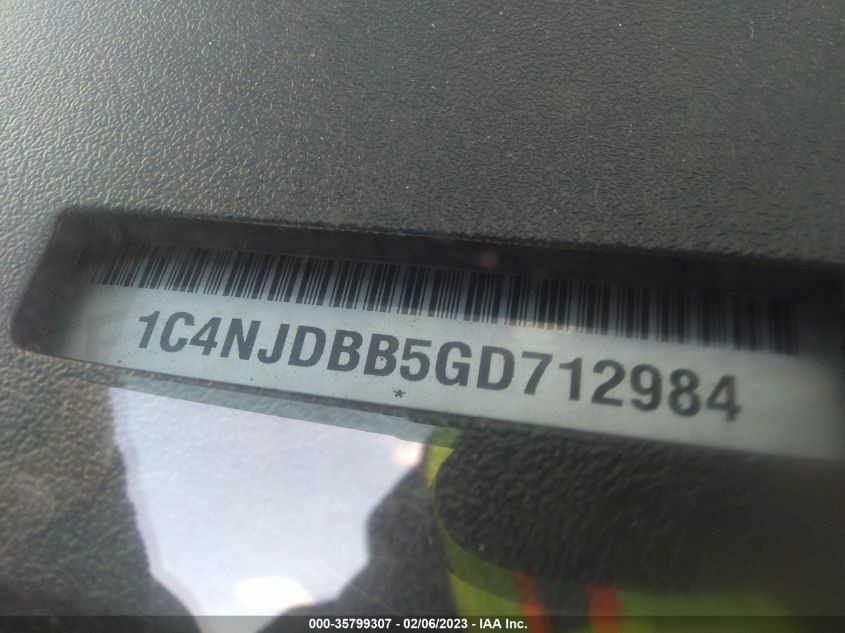 1C4NJDBB5GD712984
*
000-35799307 - 02/06/2023 - IAA Inc.